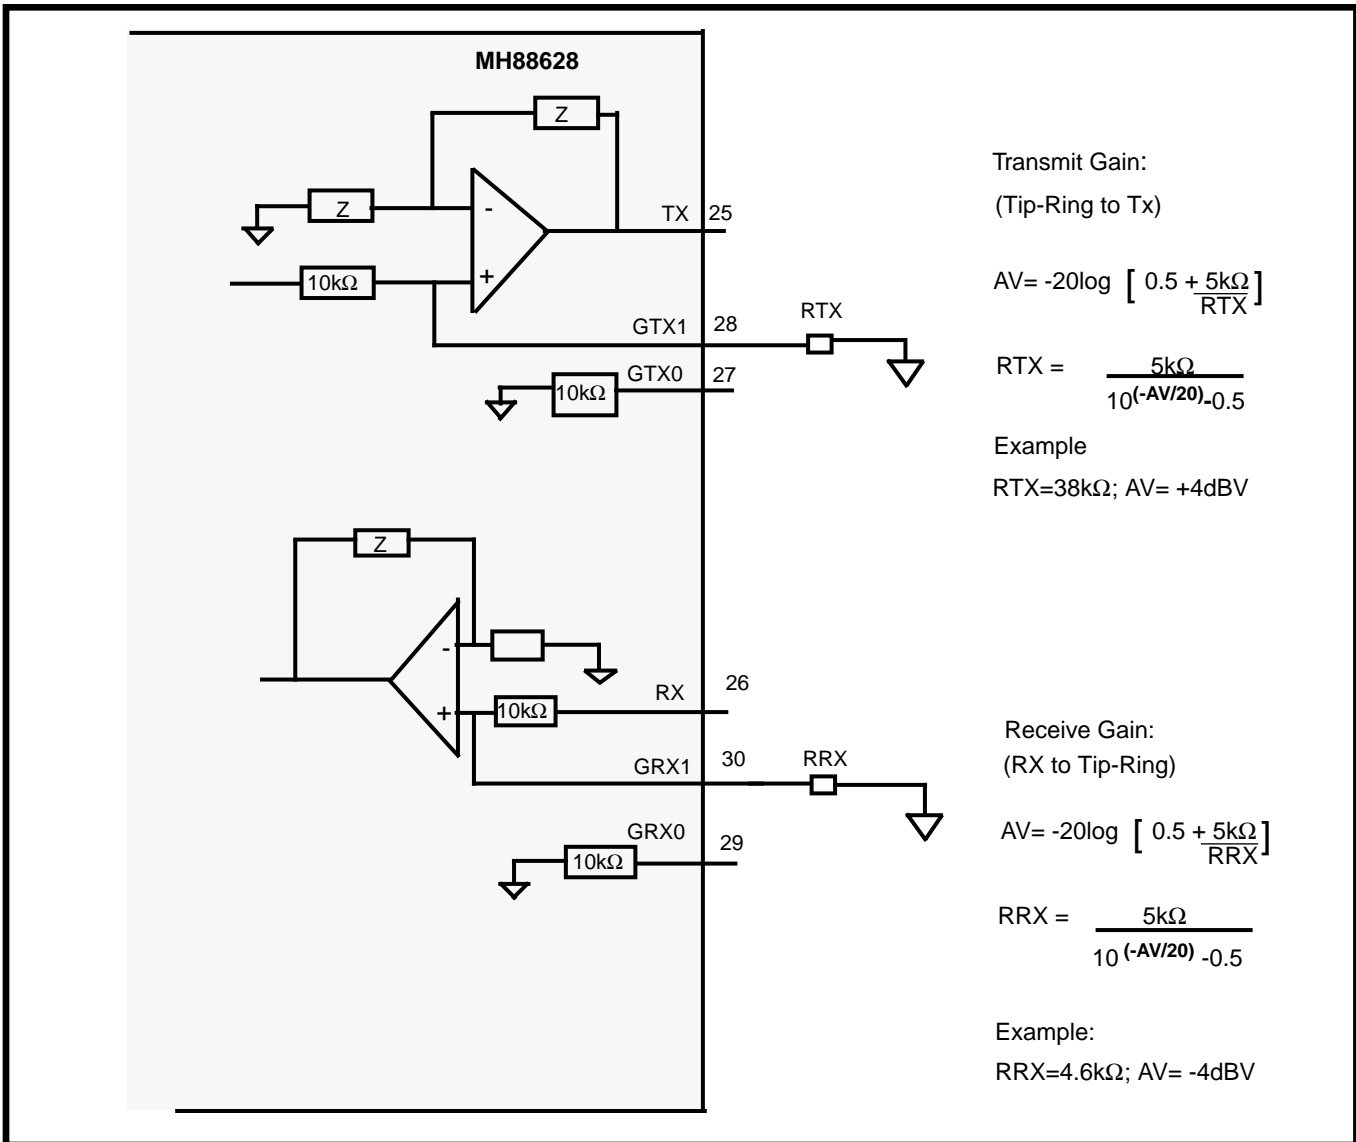 MH88628
Z
Z
-
TX 25
+
10kΩ
GTX1 28
RTX
GTX0 27
10kΩ
Transmit Gain:
(Tip-Ring to Tx)
AV= -20log [ 0.5 + 5kΩ ]
RTX
RTX = 5kΩ
10(-AV/20)-0.5
Example
RTX=38kΩ; AV= +4dBV
Z
-
RX 26
+
10kΩ
GRX1 30
RRX
GRX0 29
10kΩ
Receive Gain:
(RX to Tip-Ring)
AV= -20log [ 0.5 + 5kΩ ]
RRX
RRX = 5kΩ
10 (-AV/20) -0.5
Example:
RRX=4.6kΩ; AV= -4dBV